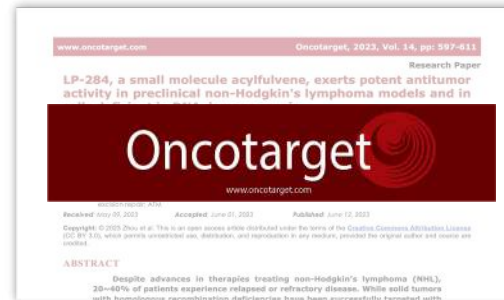 www.oncotarget.com
Oncotarget, 2023, Vol. 14, pp: 597-611
Research Paper
LP-284, a small molecule acylfulvene, exerts potent antitumor
activity in preclinical non-Hodgkin's lymphoma models and in
Oncotarget
www.oncotarget.com
excision repair;
Received: May 09, 2023 Accepted: June 01, 2023 Published: June 12, 2023
Copyright: © 2023 Zhou et al. This is an open access article distributed under the terms of the Creative Commons Attribution License
(CC BY 3.0), which permits unrestricted use, distribution, and reproduction in any medium, provided the original author and source are
credited.
ABSTRACT
Despite advances in therapies treating non-Hodgkin's lymphoma (NHL),
20–40% of patients experience relapsed or refractory disease. While solid tumors
with homologous recombination deficiencies have been successfully targeted with